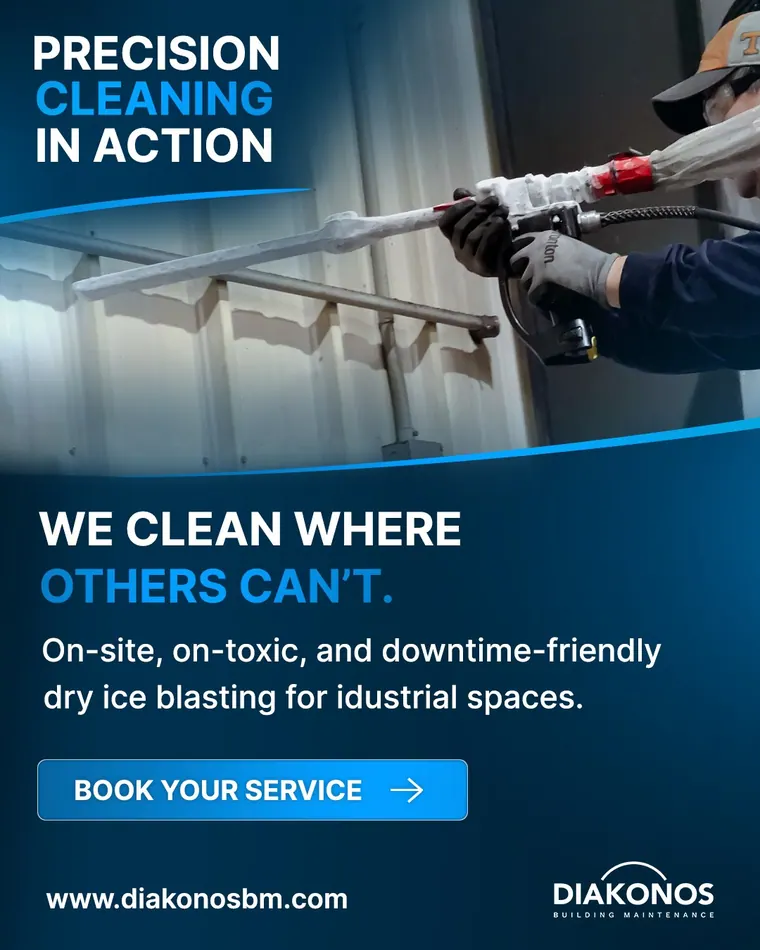 PRECISION
CLEANING
IN ACTION
T
WE CLEAN WHERE
OTHERS CAN'T.
On-site, on-toxic, and downtime-friendly
dry ice blasting for idustrial spaces.
BOOK YOUR SERVICE
www.diakonosbm.com
DIAKONOS
BUILDING MAINTENANCE